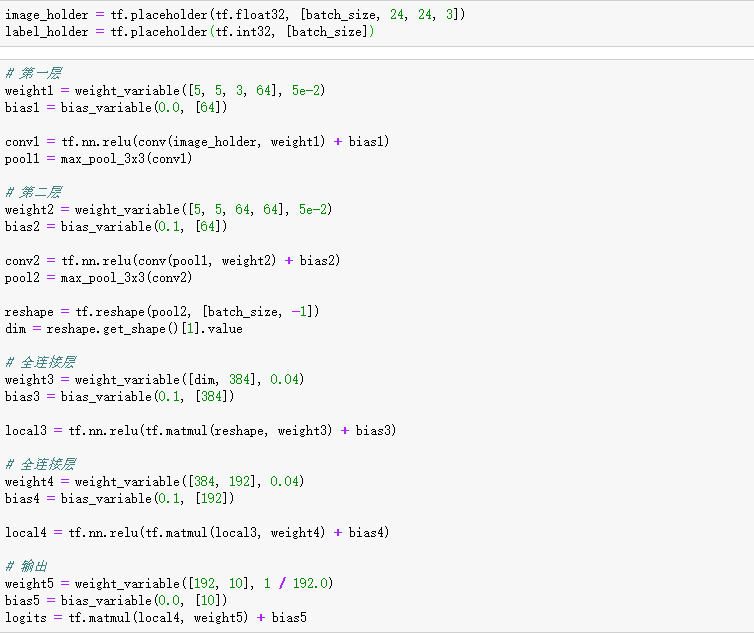 image_holder = tf.placeholder(tf.float32, [batch_size, 24, 24, 3])
label_holder = tf.placeholder(tf.int32, [batch_size])
# 第一层
weight1 = weight_variable([5, 5, 3, 64], 5e-2)
bias1 = bias_variable(0.0, [64])
conv1 = tf.nn.relu(conv(image_holder, weight1) + bias1)
pool1 = max_pool_3x3(conv1)
# 第二层
weight2 = weight_variable([5, 5, 64, 64], 5e-2)
bias2 = bias_variable(0.1, [64])
conv2 = tf.nn.relu(conv(pool1, weight2) + bias2)
pool2 = max_pool_3x3(conv2)
reshape = tf.reshape(pool2, [batch_size, -1])
dim = reshape.get_shape()[1].value
# 全连接层
weight3 = weight_variable([dim, 384], 0.04)
bias3 = bias_variable(0.1, [384])
local3 = tf.nn.relu(tf.matmul(reshape, weight3) + bias3)
# 全连接层
weight4 = weight_variable([384, 192], 0.04)
bias4 = bias_variable(0.1, [192])
local4 = tf.nn.relu(tf.matmul(local3, weight4) + bias4)
# 输出
weight5 = weight_variable([192, 10], 1 / 192.0)
bias5 = bias_variable(0.0, [10])
logits = tf.matmul(local4, weight5) + bias5